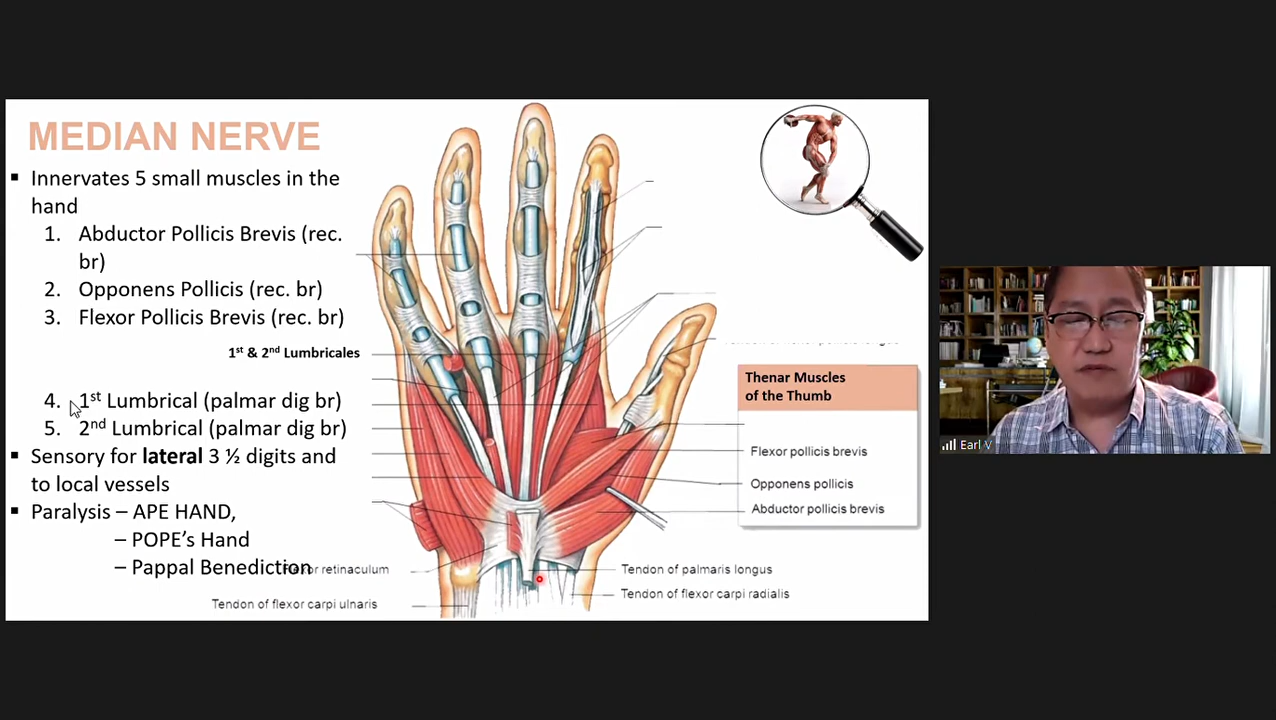 MEDIAN NERVE
▪ Innervates 5 small muscles in the
hand
1. Abductor Pollicis Brevis (rec.
br)
2. Opponens Pollicis (rec. br)
3. Flexor Pollicis Brevis (rec. br)
1st & 2nd Lumbricales
4. 1st Lumbrical (palmar dig br)
5. 2nd Lumbrical (palmar dig br)
▪ Sensory for lateral 3 ½ digits and
to local vessels
▪ Paralysis – APE HAND,
– POPE's Hand
– Pappal Benediction
retinaculum
Tendon of flexor carpi ulnaris
Thenar Muscles
of the Thumb
Flexor pollicis brevis
Opponens pollicis
Abductor pollicis brevis
Tendon of palmaris longus
Tendon of flexor carpi radialis
Earl V